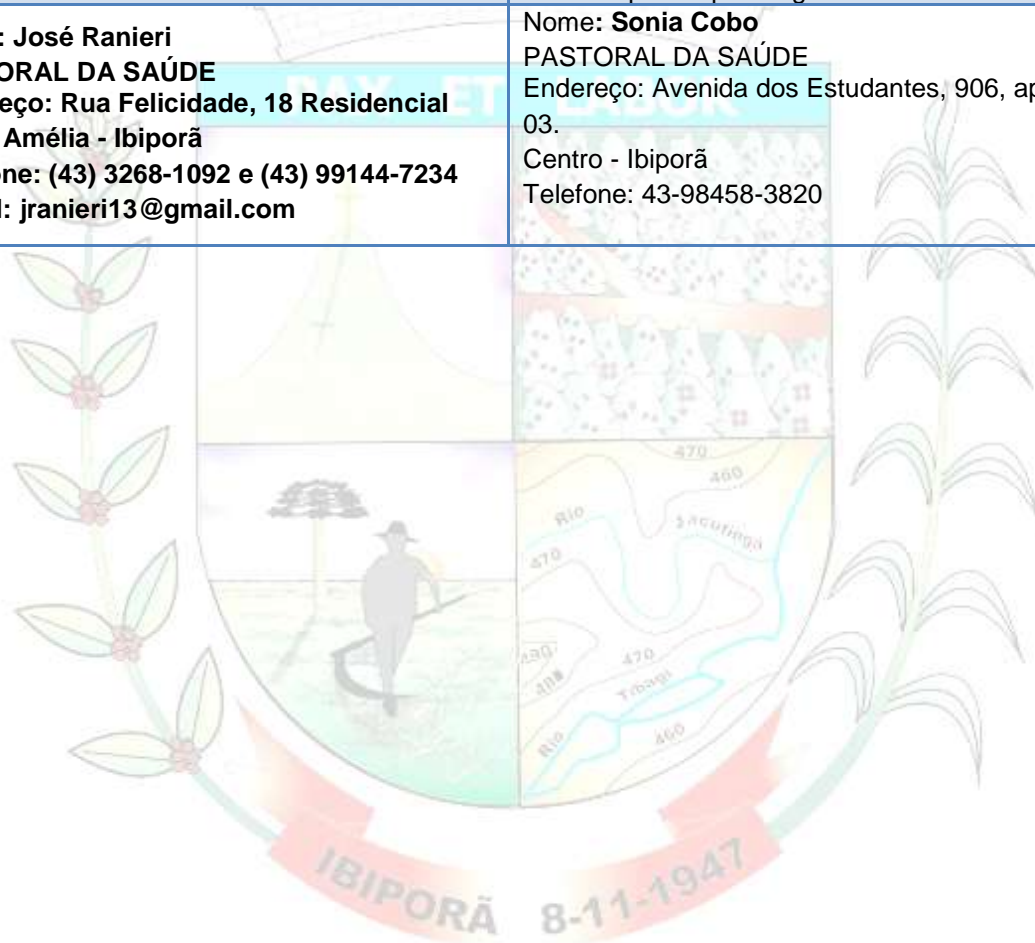 : José Ranieri
ORAL DA SAÚDE
reço: Rua Felicidade, 18 Residencial
Amélia - Ibiporã
one: (43) 3268-1092 e (43) 99144-7234
l: jranieri13@gmail.com
Nome: Sonia Cobo
PASTORAL DA SAÚDE
Endereço: Avenida dos Estudantes, 906, ap
03.
Centro - Ibiporã
Telefone: 43-98458-3820
PAX ET LABOR
470
460
Rio Jacutinga
470
470
Rio Tibagi
460
IBIPORÃ 8-11-1947